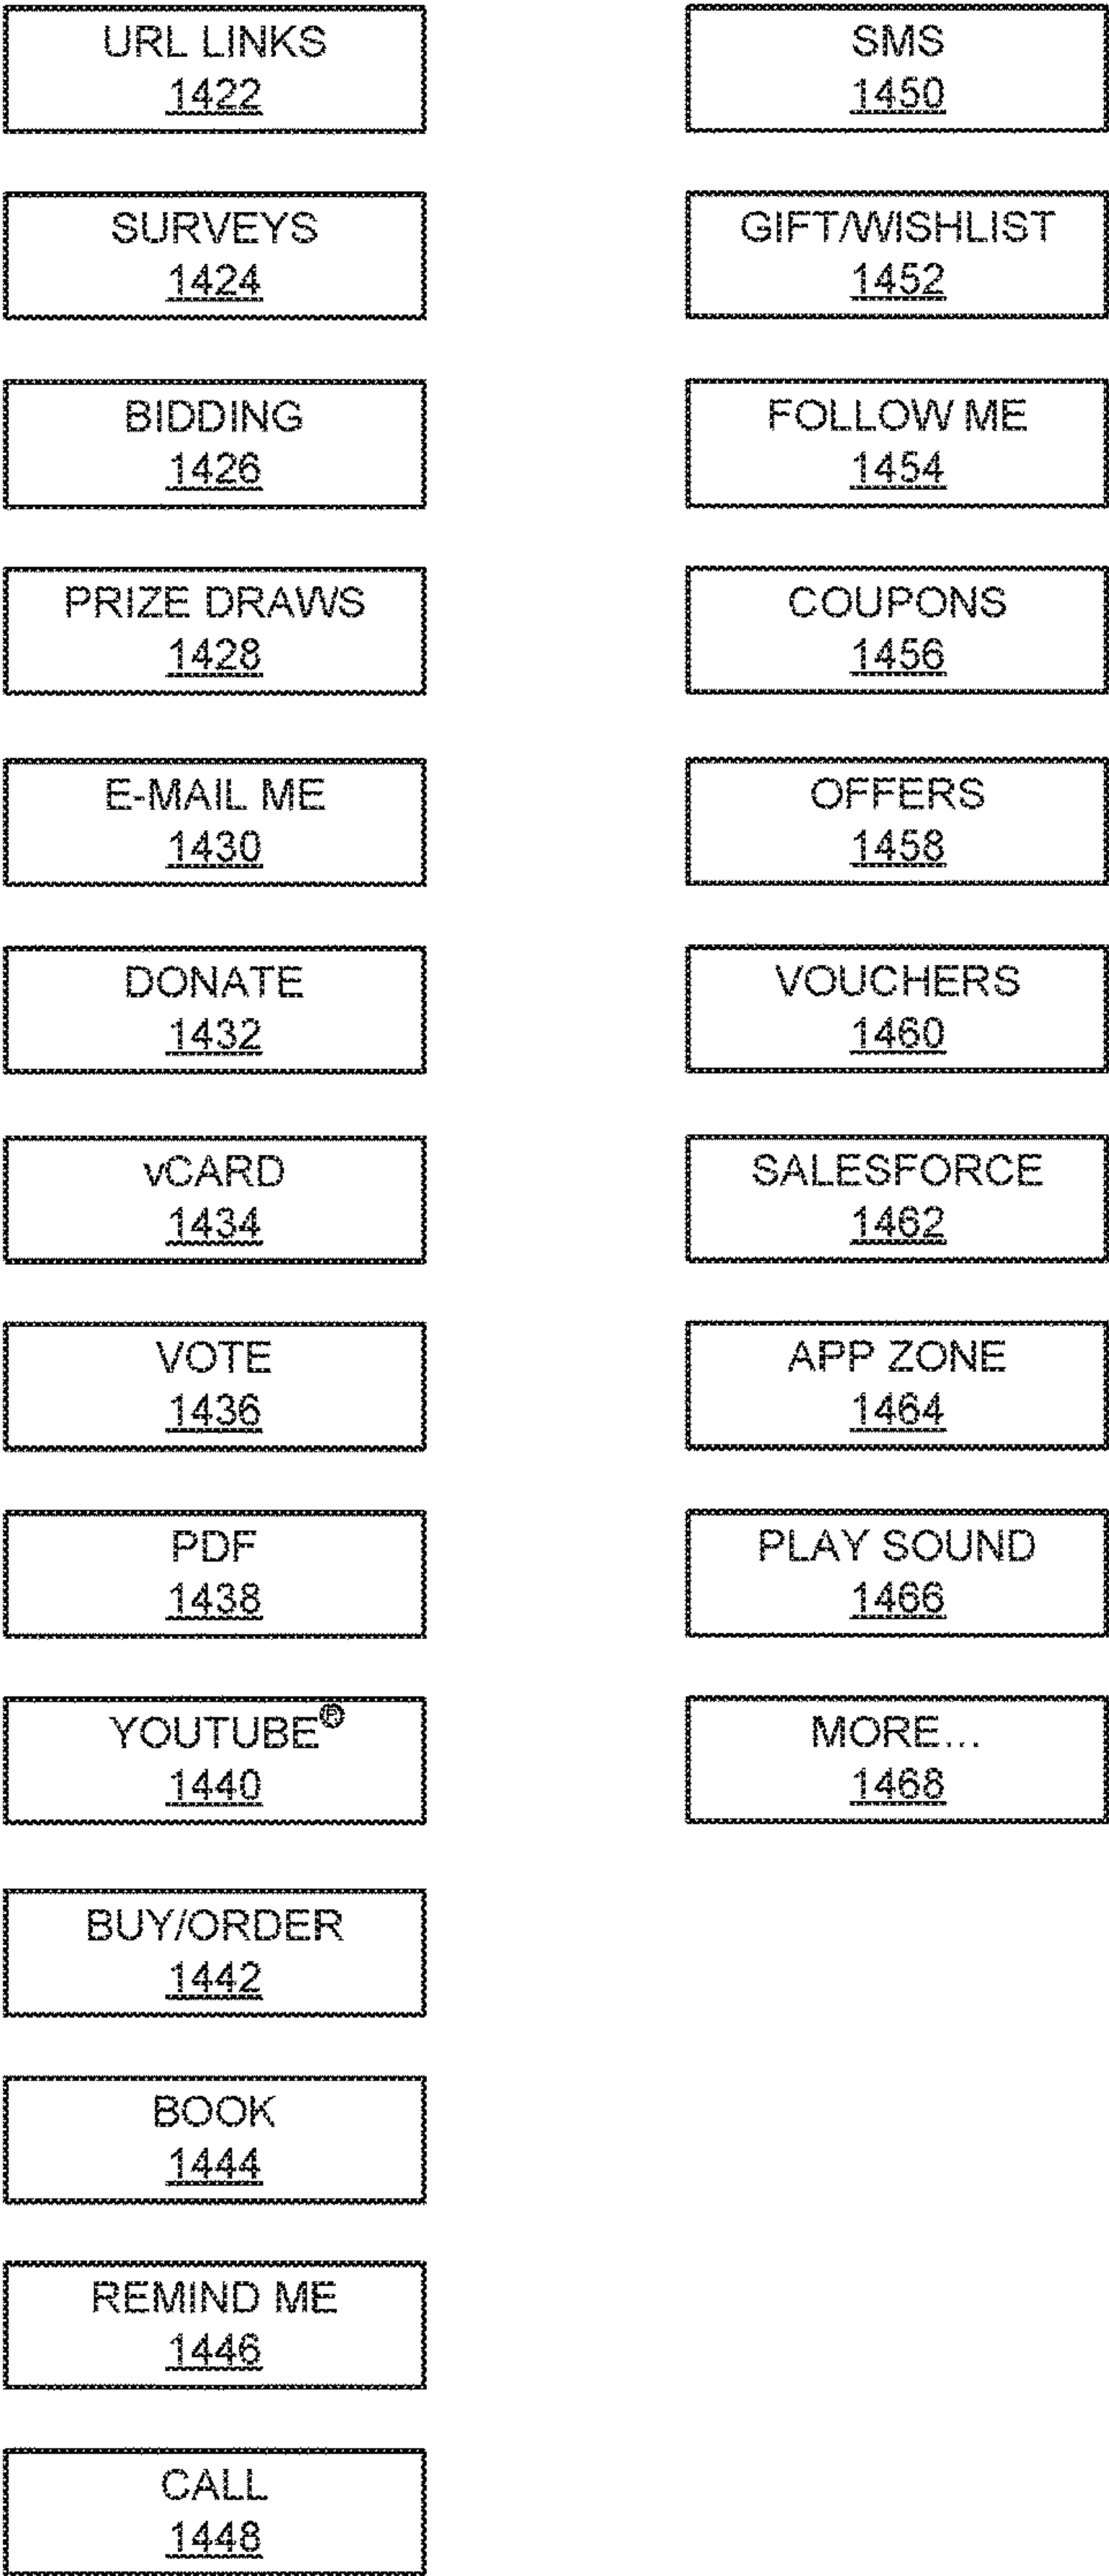 URL LINKS
1422
SURVEYS
1424
BIDDING
1426
PRIZE DRAWS
1428
E-MAIL ME
1430
DONATE
1432
vCARD
1434
VOTE
1436
PDF
1438
YOUTUBE®
1440
BUY/ORDER
1442
BOOK
1444
REMIND ME
1446
CALL
1448
SMS
1450
GIFT/WISHLIST
1452
FOLLOW ME
1454
COUPONS
1456
OFFERS
1458
VOUCHERS
1460
SALESFORCE
1462
APP ZONE
1464
PLAY SOUND
1466
MORE...
1468